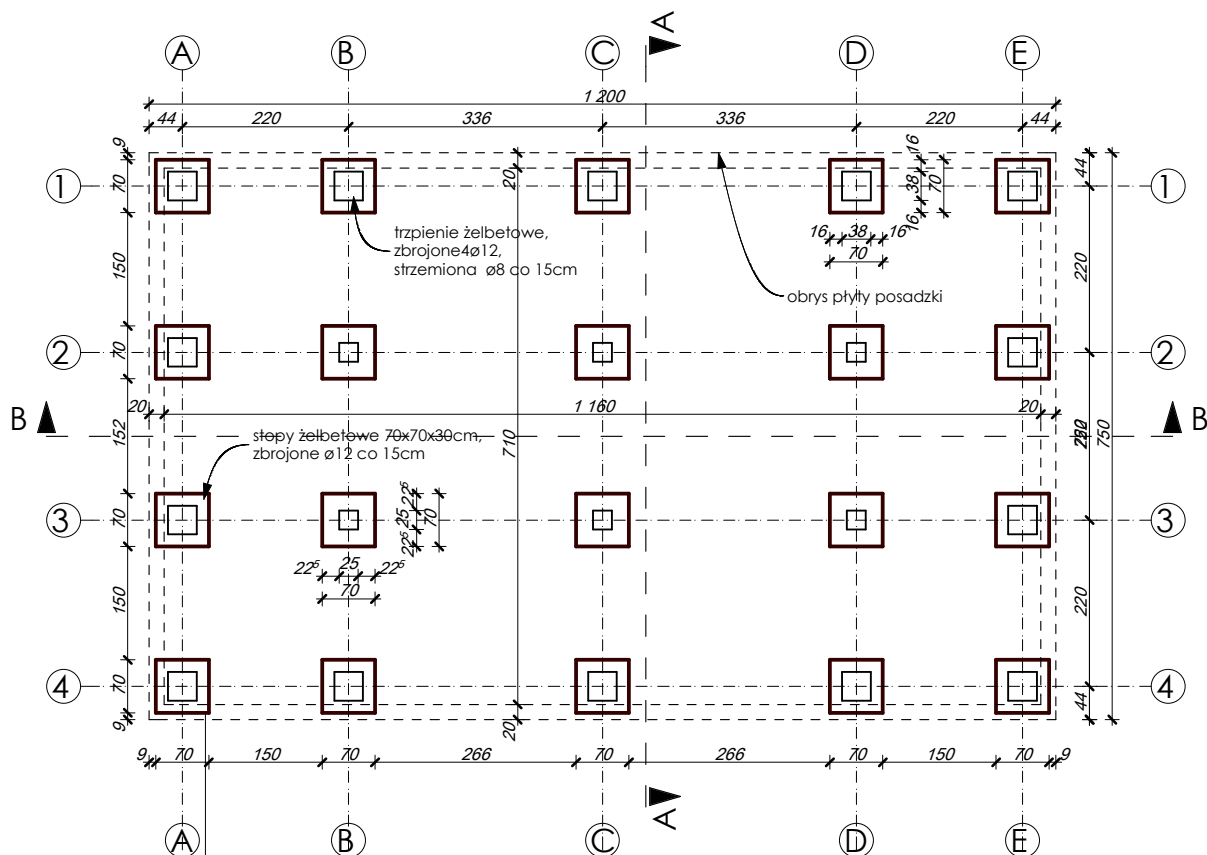 A B C A D E
1 200
44 220 336 336 220 44
9 70 150 70 152 70 150 70 9
1 1
2 2
3 3
4 4
20 710 20
trzpienie żelbetowe,
zbrojone4ø12,
strzemiona ø8 co 15cm
16 38 16
70
16 38 16
70
obrys płyty posadzki
44 220 220 44
750
B 20 1 160 20 B
stopy żelbetowe 70x70x30cm,
zbrojone ø12 co 15cm
22⁵ 25 22⁵
70
22⁵ 25 22⁵
70
9 70 150 70 266 70 266 70 150 70 9
A B C A D E